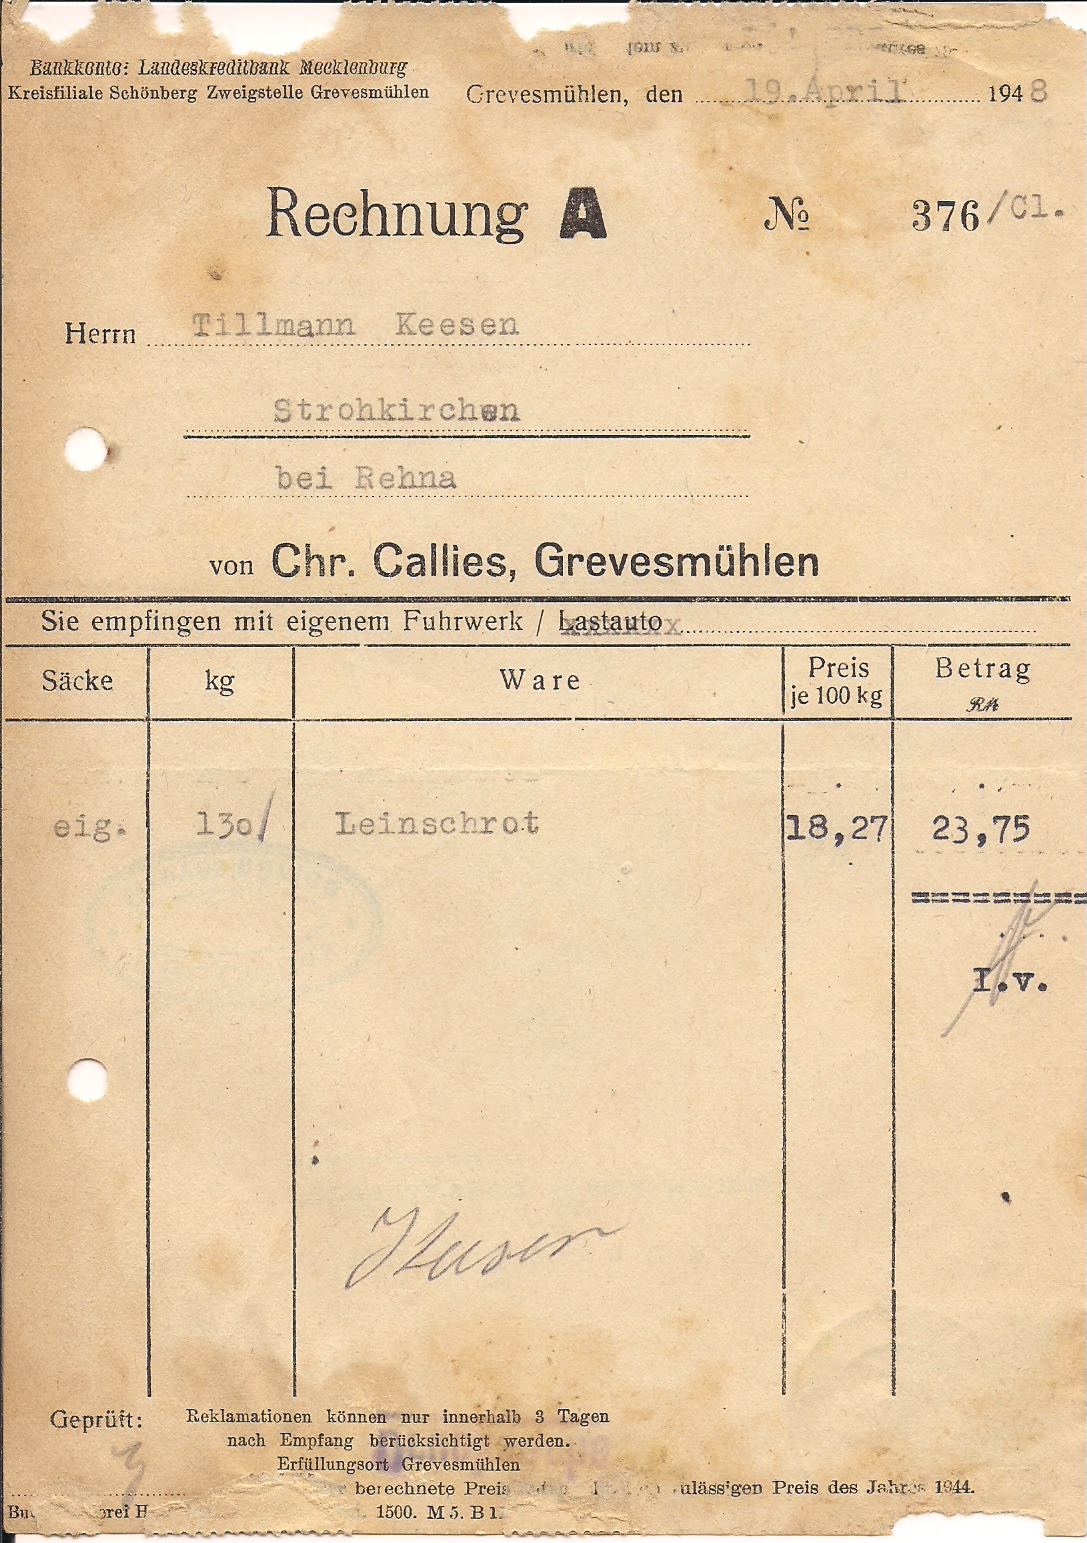 Bankkonto: Landeskreditbank Mecklenburg
Kreisfiliale Schönberg Zweigstelle Grevesmühlen
Grevesmühlen, den 19. April 1948
Rechnung A № 376/Cl.
Herrn Tillmann Keesen
Strohkirchen
bei Rehna
von Chr. Callies, Grevesmühlen
Sie empfingen mit eigenem Fuhrwerk / Lastauto
Säcke kg Ware Preis je 100 kg Betrag RM
eig. 130/ Leinschrot 18,27 23,75
==========
I.v.
Geprüft:
Reklamationen können nur innerhalb 3 Tagen
nach Empfang berücksichtigt werden.
Erfüllungsort Grevesmühlen
berechnete Preis zulässigen Preis des Jahres 1944.
1500. M 5. B 1